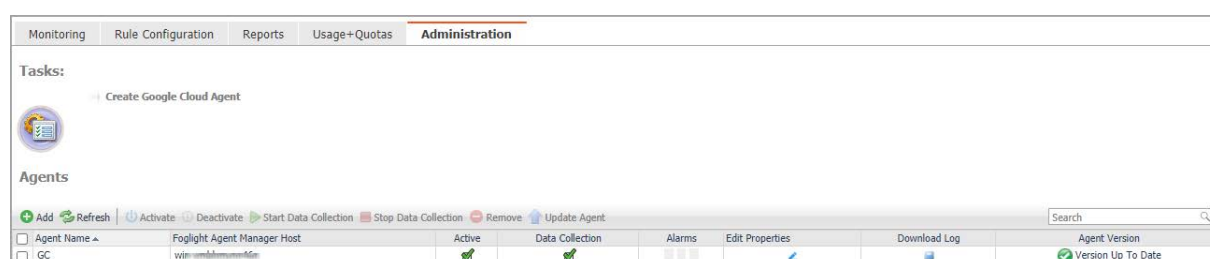 Monitoring Rule Configuration Reports Usage+Quotas Administration
Tasks:
Create Google Cloud Agent
Agents
Add Refresh Activate Deactivate Start Data Collection Stop Data Collection Remove Update Agent Search
Agent Name Foglight Agent Manager Host Active Data Collection Alarms Edit Properties Download Log Agent Version
GC Version Up To Date